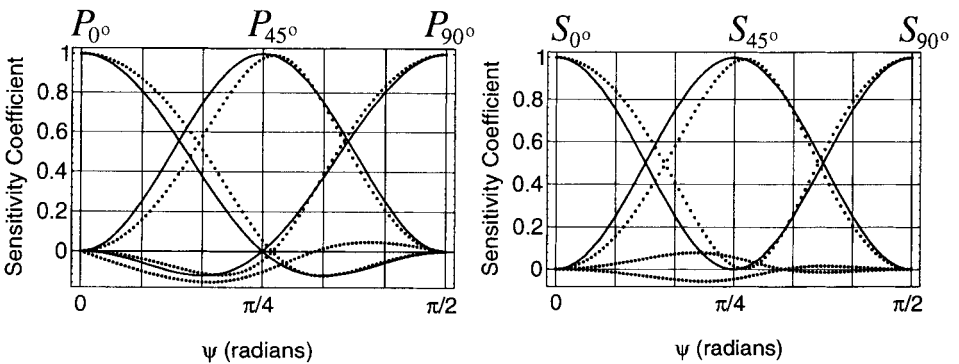 P0° P45° P90°
Sensitivity Coefficient
1
0.8
0.6
0.4
0.2
0
0 π/4 π/2
ψ (radians)
S0° S45° S90°
Sensitivity Coefficient
1
0.8
0.6
0.4
0.2
0
0 π/4 π/2
ψ (radians)